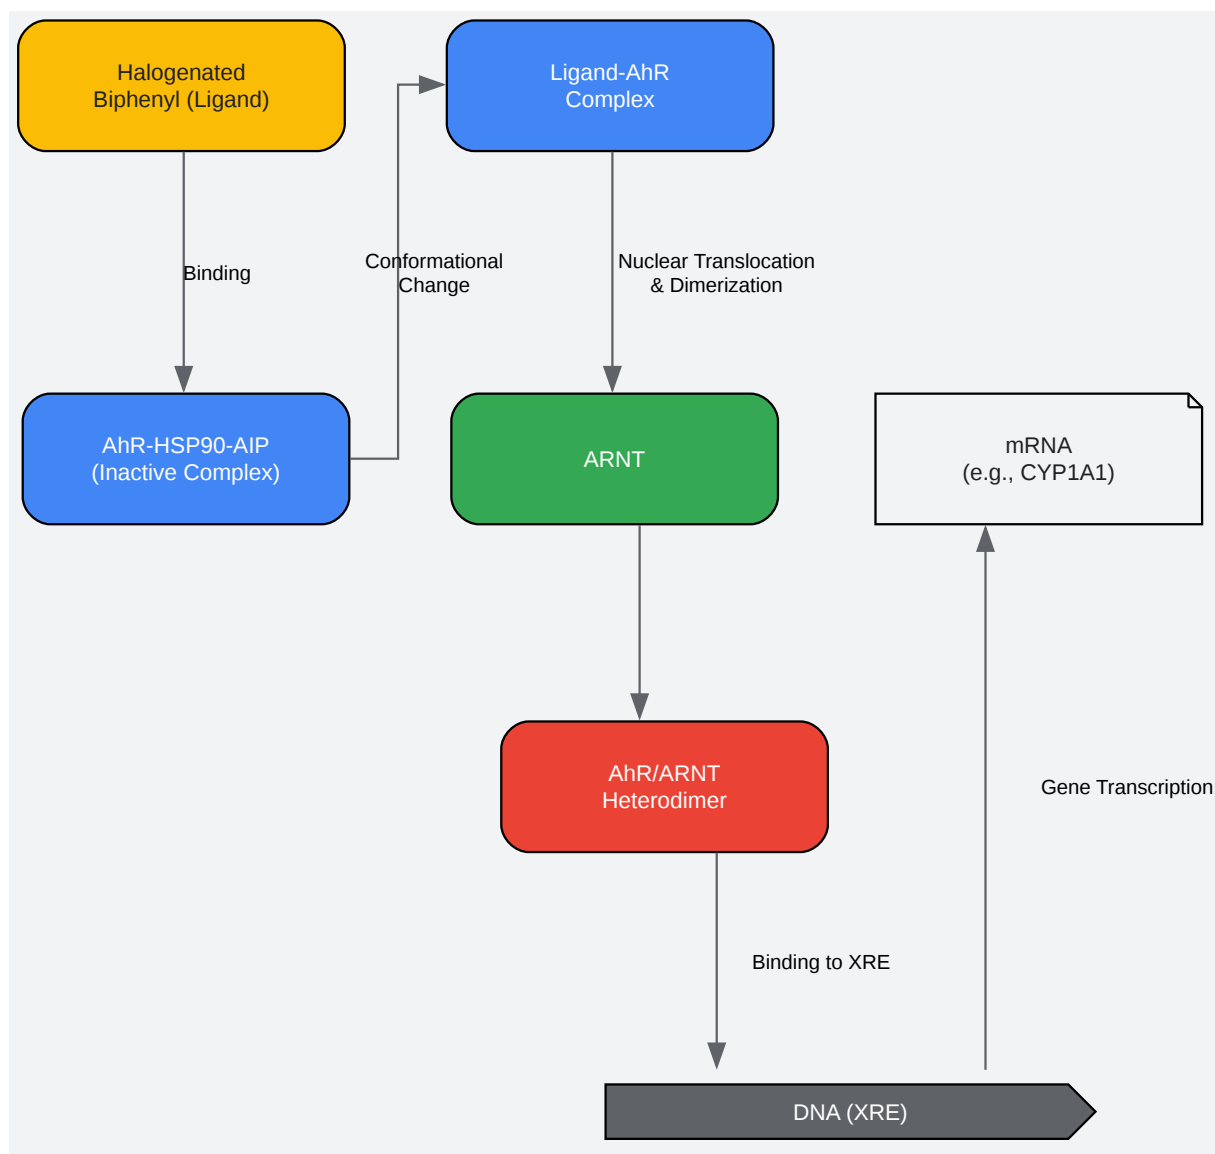 Halogenated
Biphenyl (Ligand)
Ligand-AhR
Complex
Binding
Conformational
Change
Nuclear Translocation
& Dimerization
AhR-HSP90-AIP
(Inactive Complex)
ARNT
mRNA
(e.g., CYP1A1)
AhR/ARNT
Heterodimer
Gene Transcription
Binding to XRE
DNA (XRE)